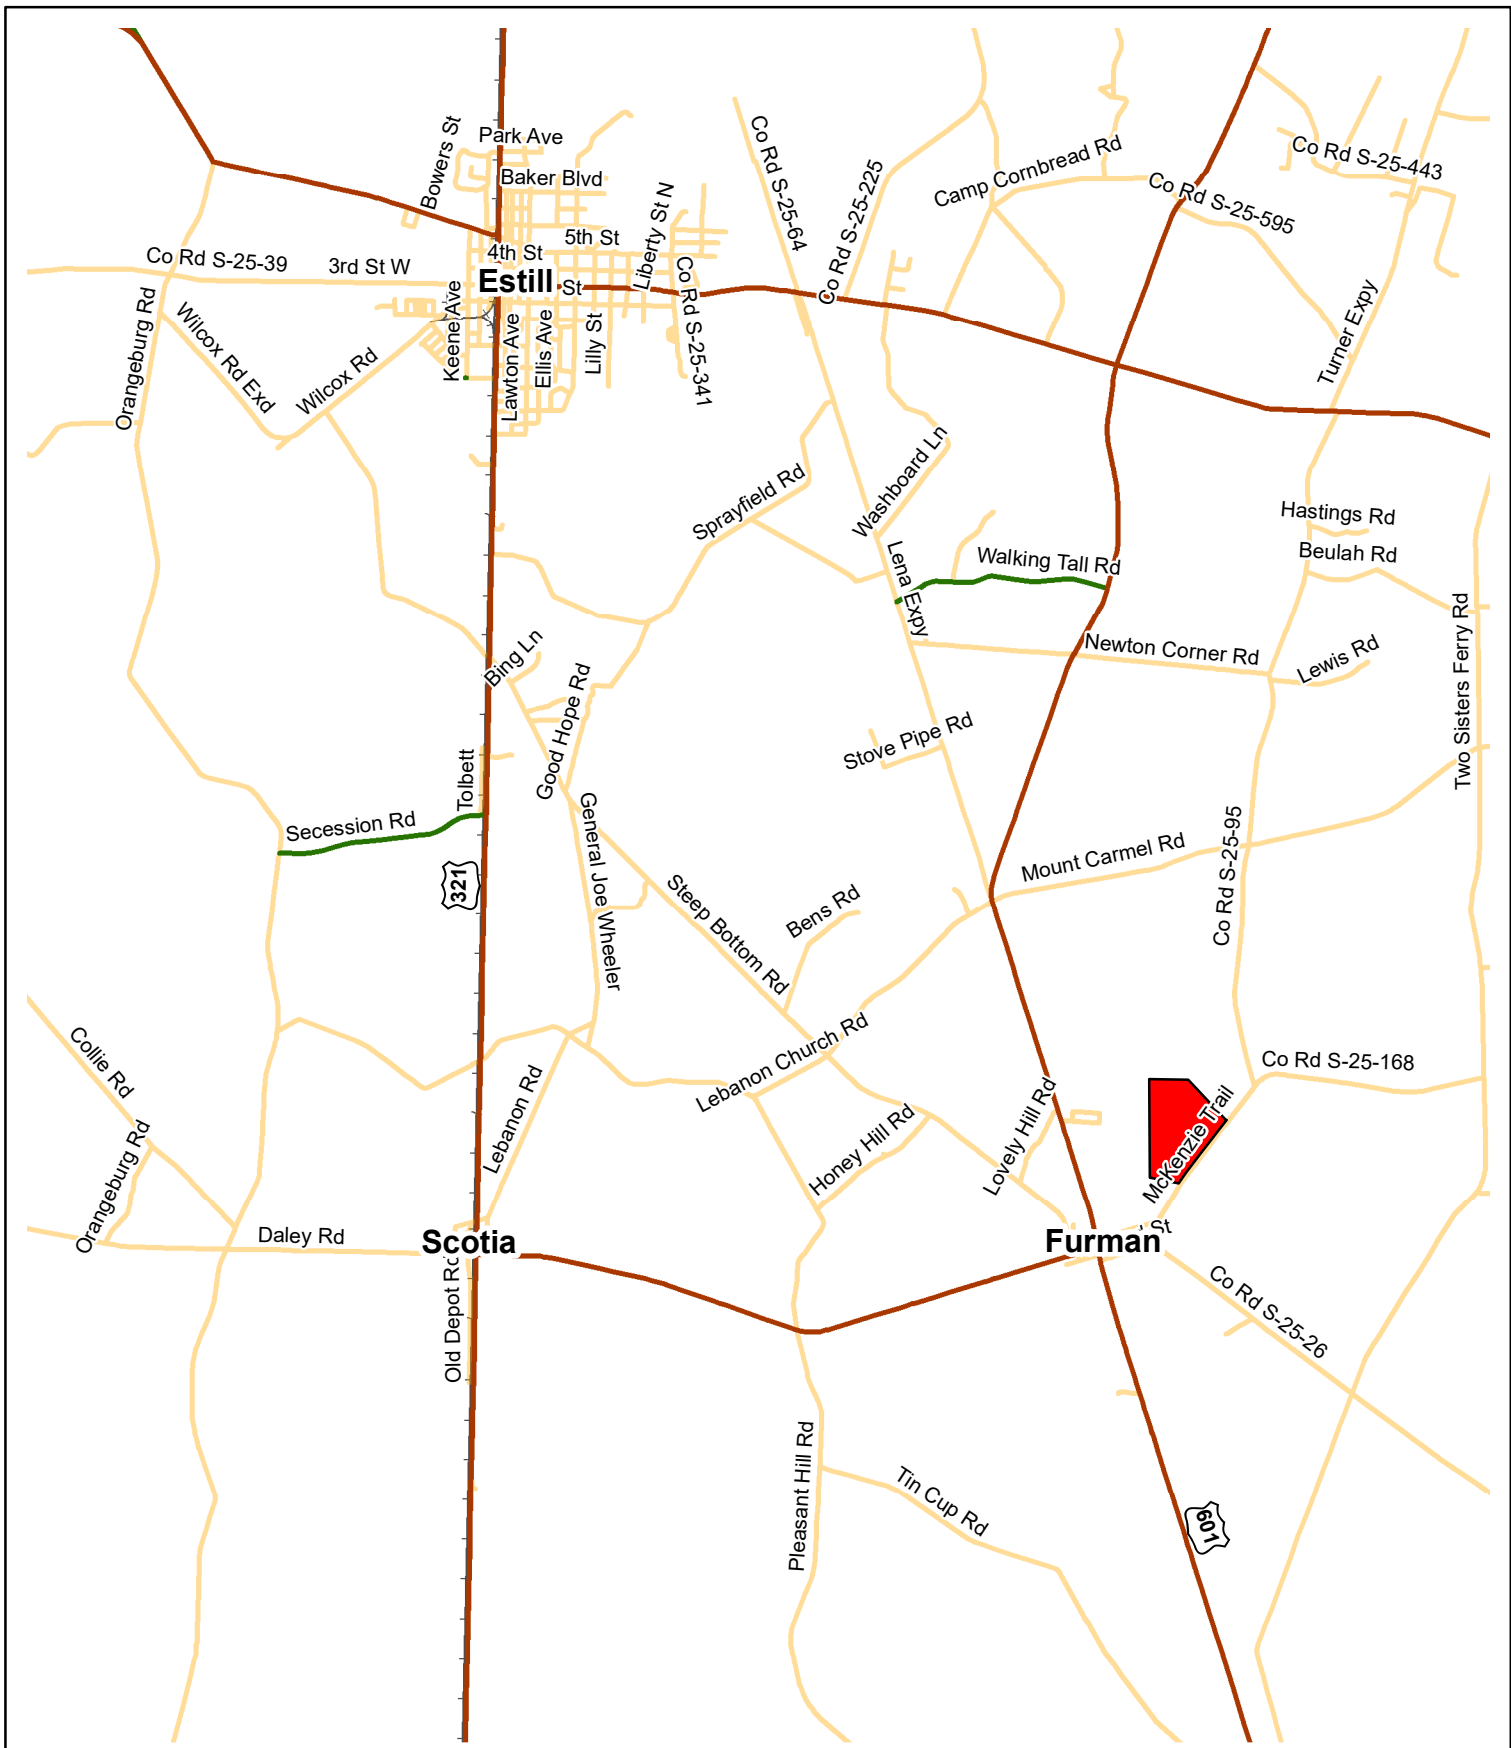 Park Ave
Bowers St
Baker Blvd
Liberty St N
5th St
4th St
Co Rd S-25-64
Co Rd S-25-225
Camp Cornbread Rd
Co Rd S-25-443
Co Rd S-25-595
Co Rd S-25-39
3rd St W
Estill
St
Co Rd S-25-341
Orangeburg Rd
Wilcox Rd Exd
Wilcox Rd
Keene Ave
Lawton Ave
Ellis Ave
Lilly St
Turner Expy
Washboard Ln
Sprayfield Rd
Hastings Rd
Beulah Rd
Lena Expy
Walking Tall Rd
Two Sisters Ferry Rd
Newton Corner Rd
Lewis Rd
Bing Ln
Good Hope Rd
Stove Pipe Rd
Tolbett
Secession Rd
321
General Joe Wheeler
Steep Bottom Rd
Bens Rd
Mount Carmel Rd
Co Rd S-25-95
Collie Rd
Lebanon Church Rd
Co Rd S-25-168
Lebanon Rd
Orangeburg Rd
Honey Hill Rd
Lovely Hill Rd
McKenzie Trail
Daley Rd
Scotia
Furman
St
Old Depot Rd
Co Rd S-25-26
Pleasant Hill Rd
Tin Cup Rd
601